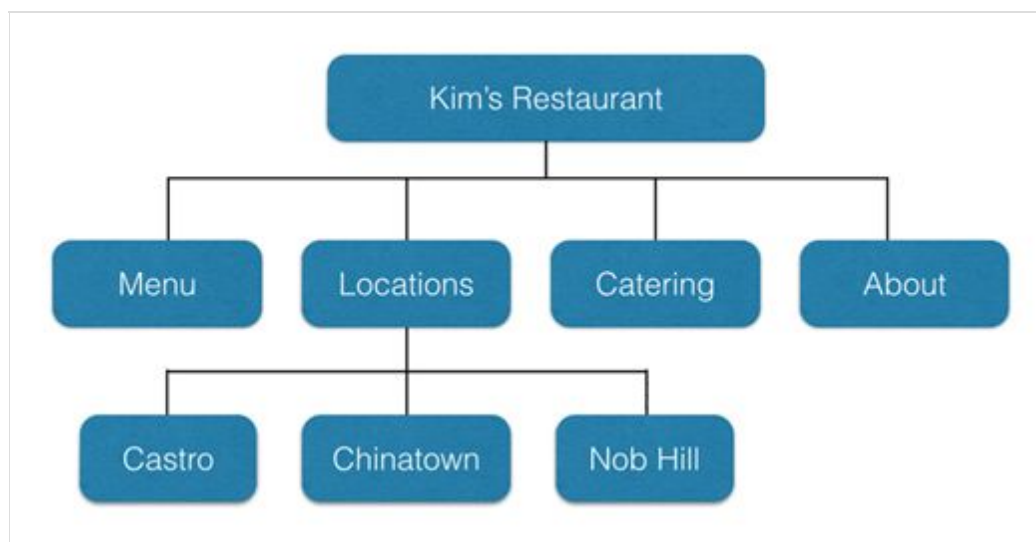 Kim's Restaurant
Menu
Locations
Catering
About
Castro
Chinatown
Nob Hill